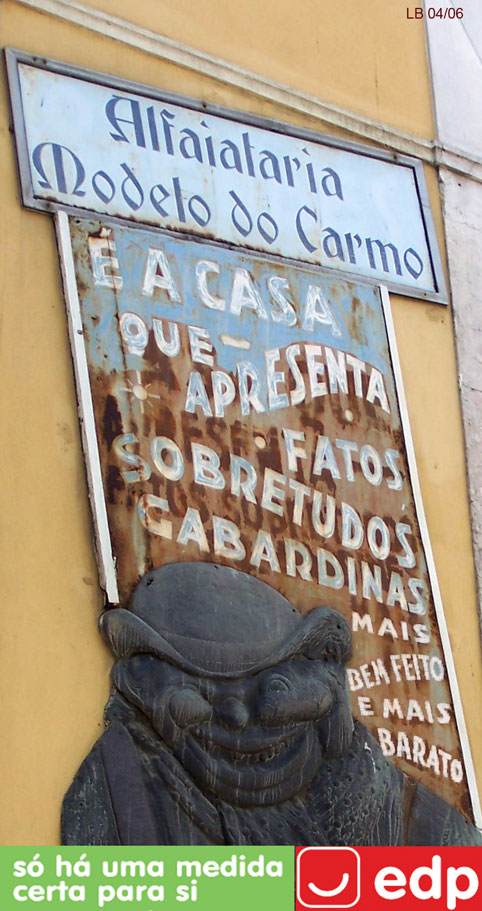 LB 04/06
Alfaiataria
Modelo do Carmo
É A CASA
QUE -
APRESENTA
FATOS
SOBRETUDOS
GABARDINAS
MAIS
BEM FEITO
E MAIS
BARATO
só há uma medida
certa para si
edp